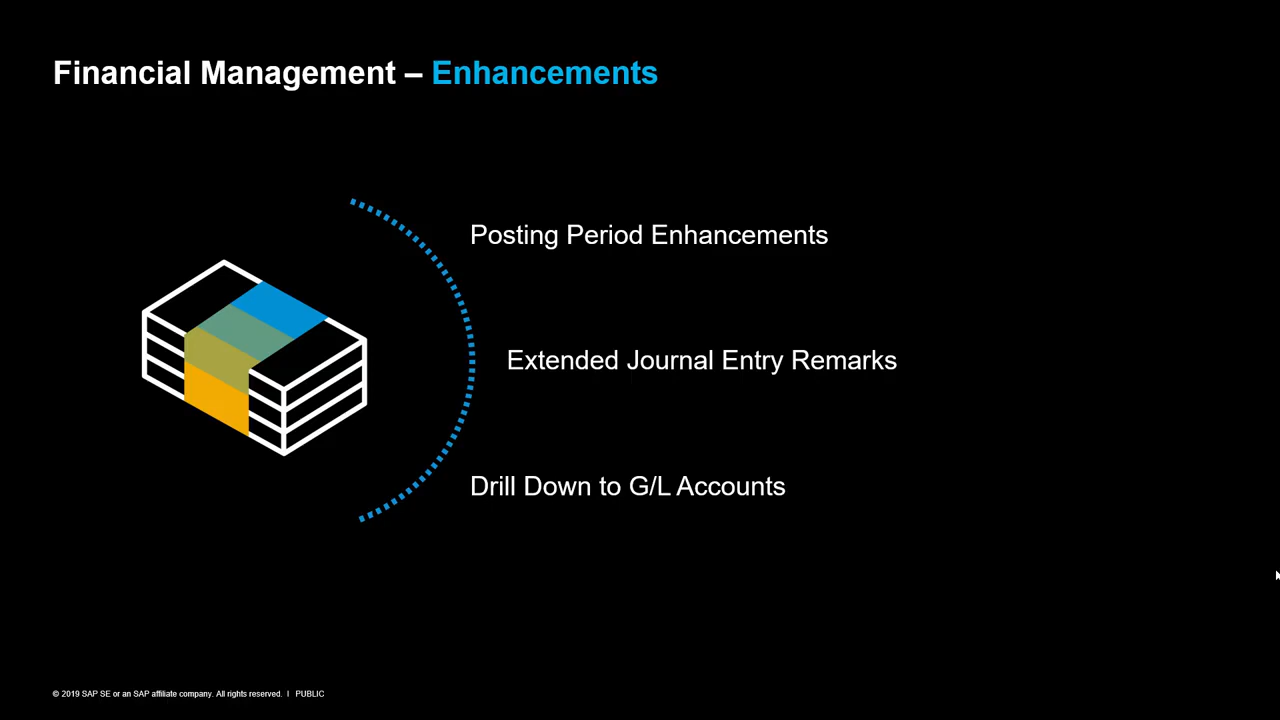 Financial Management – Enhancements
Posting Period Enhancements
Extended Journal Entry Remarks
Drill Down to G/L Accounts
© 2019 SAP SE or an SAP affiliate company. All rights reserved. I PUBLIC